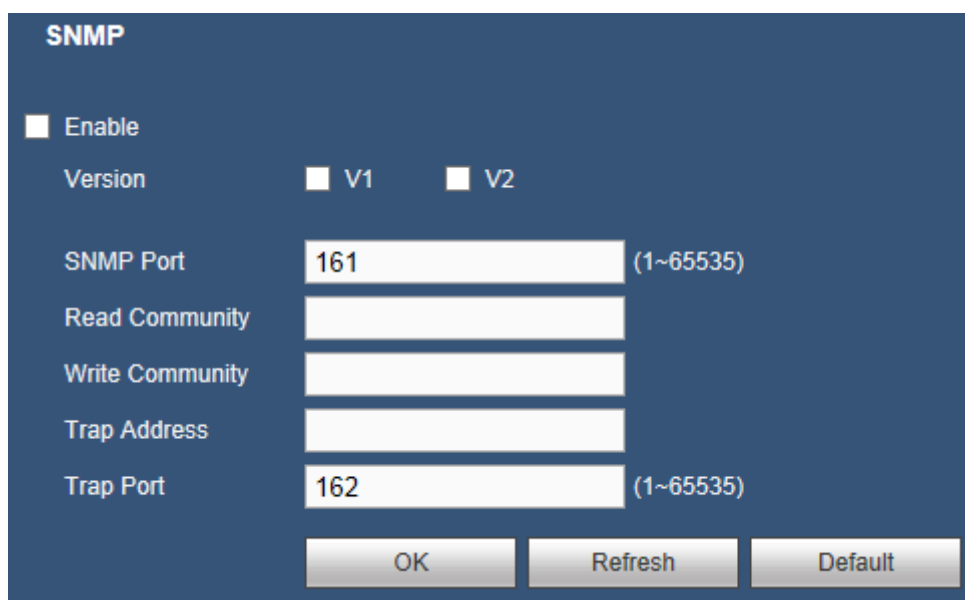 SNMP
Enable
Version V1 V2
SNMP Port 161 (1~65535)
Read Community
Write Community
Trap Address
Trap Port 162 (1~65535)
OK Refresh Default